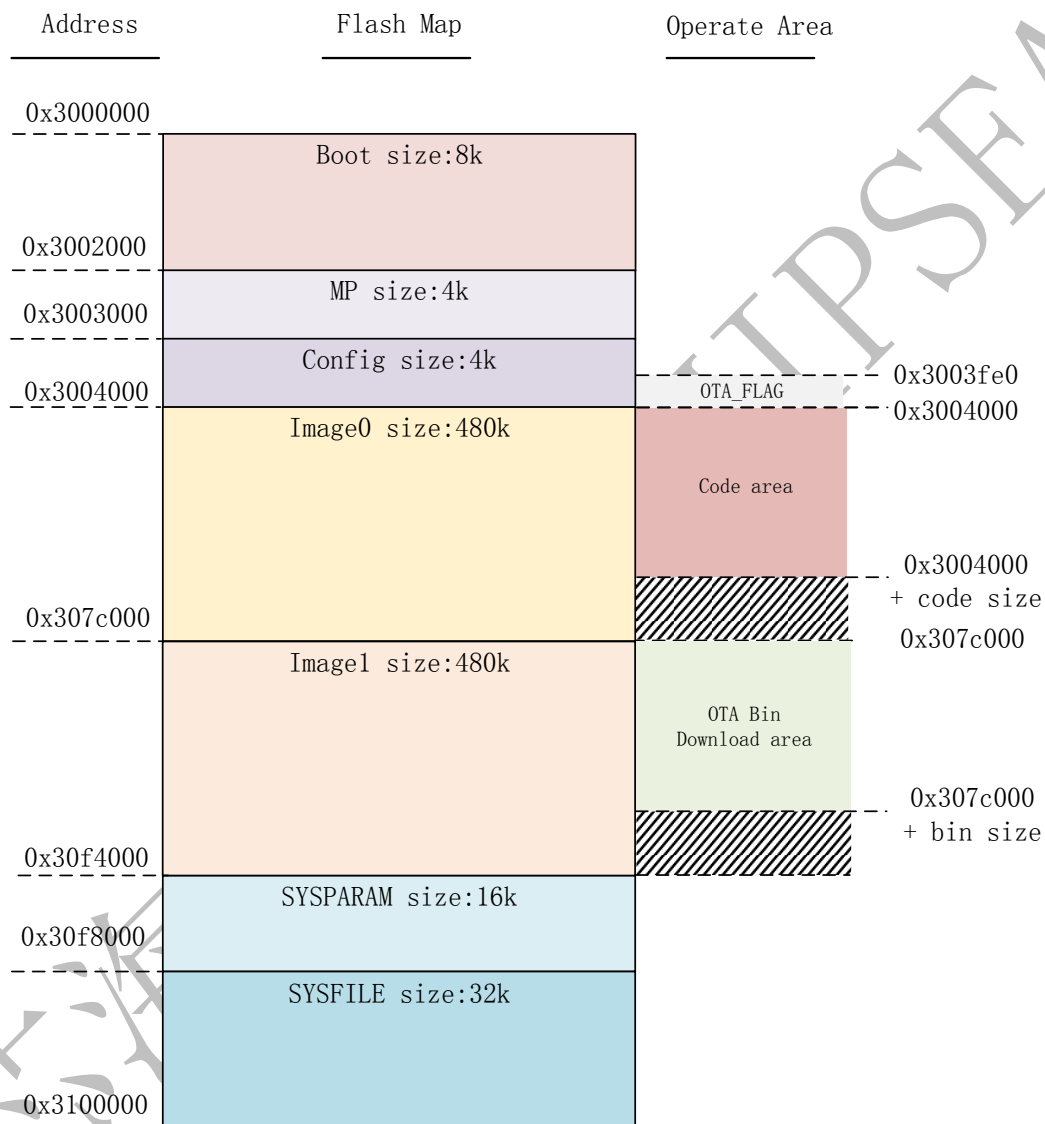 Address Flash Map Operate Area
0x3000000
Boot size:8k
0x3002000
MP size:4k
0x3003000
Config size:4k
0x3003fe0
OTA_FLAG
0x3004000
0x3004000
Image0 size:480k
Code area
0x3004000
+ code size
0x307c000
0x307c000
Image1 size:480k
OTA Bin
Download area
0x307c000
+ bin size
0x30f4000
SYSPARAM size:16k
0x30f8000
SYSFILE size:32k
0x3100000